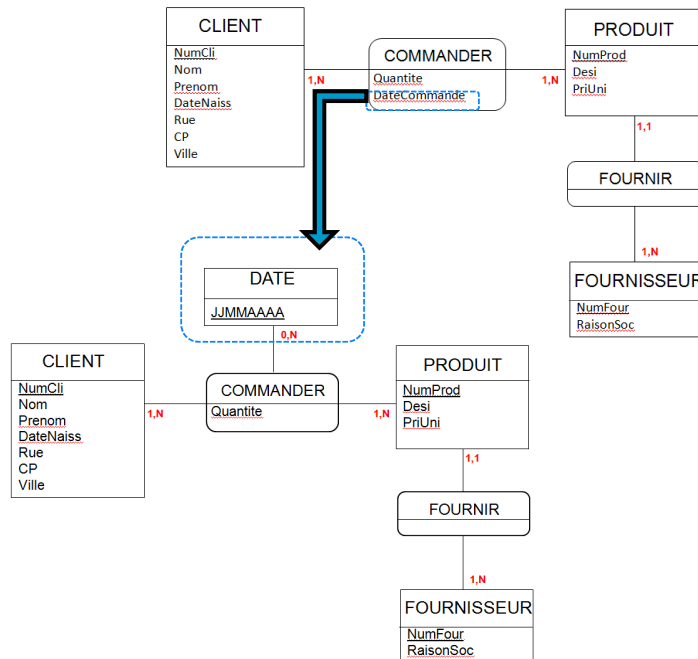 CLIENT
NumCli
Nom
Prenom
DateNaiss
Rue
CP
Ville
1,N
COMMANDER
Quantite
DateCommande
1,N
PRODUIT
NumProd
Desi
PriUni
1,1
FOURNIR
1,N
FOURNISSEUR
NumFour
RaisonSoc
DATE
JJMMAAAA
0,N
CLIENT
NumCli
Nom
Prenom
DateNaiss
Rue
CP
Ville
1,N
COMMANDER
Quantite
1,N
PRODUIT
NumProd
Desi
PriUni
1,1
FOURNIR
1,N
FOURNISSEUR
NumFour
RaisonSoc